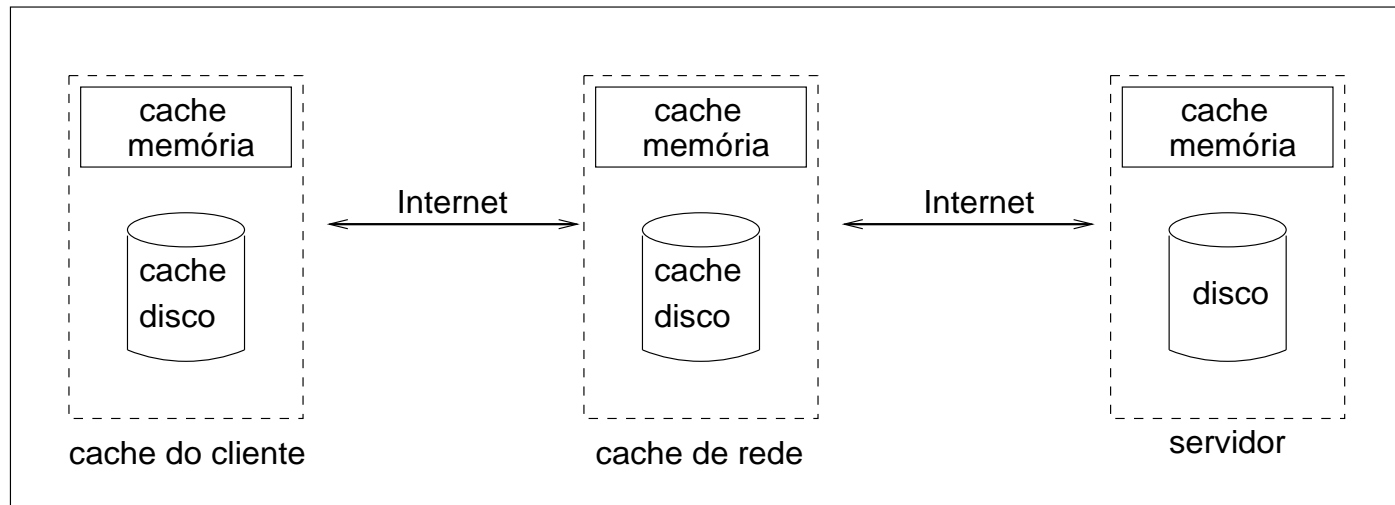 cache
memória
cache
disco
cache do cliente
Internet
cache
memória
cache
disco
cache de rede
Internet
cache
memória
disco
servidor